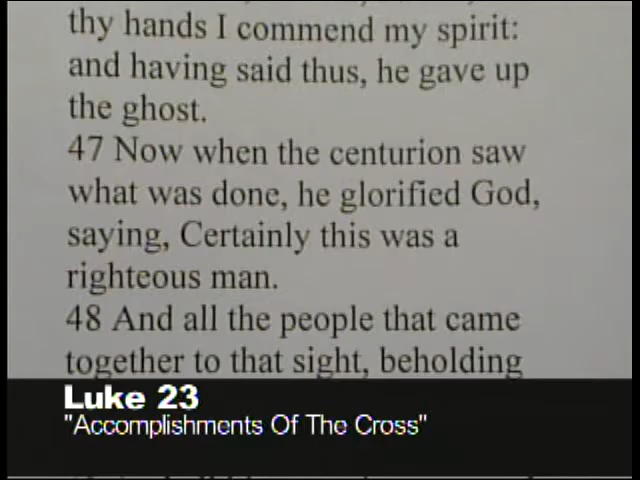 thy hands I commend my spirit:
and having said thus, he gave up
the ghost.
47 Now when the centurion saw
what was done, he glorified God,
saying, Certainly this was a
righteous man.
48 And all the people that came
together to that sight, beholding
Luke 23
"Accomplishments Of The Cross"